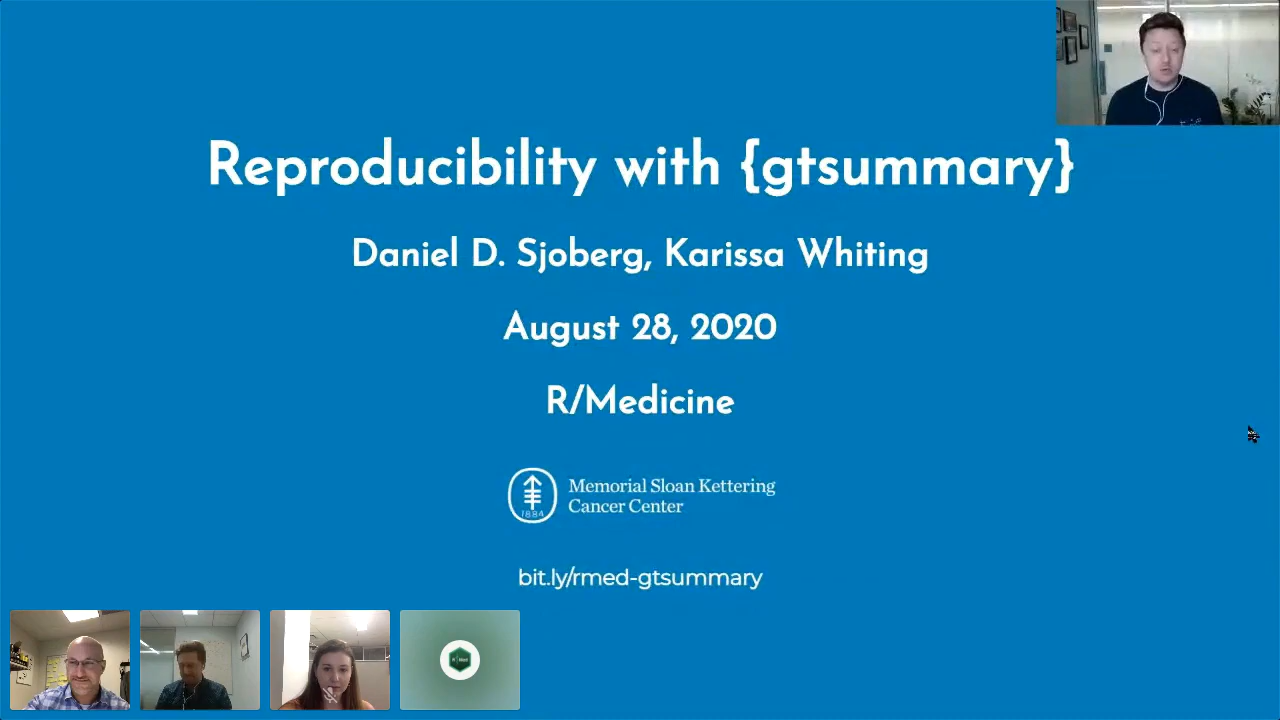 Reproducibility with {gtsummary}
Daniel D. Sjoberg, Karissa Whiting
August 28, 2020
R/Medicine
1884
Memorial Sloan Kettering
Cancer Center
bit.ly/rmed-gtsummary